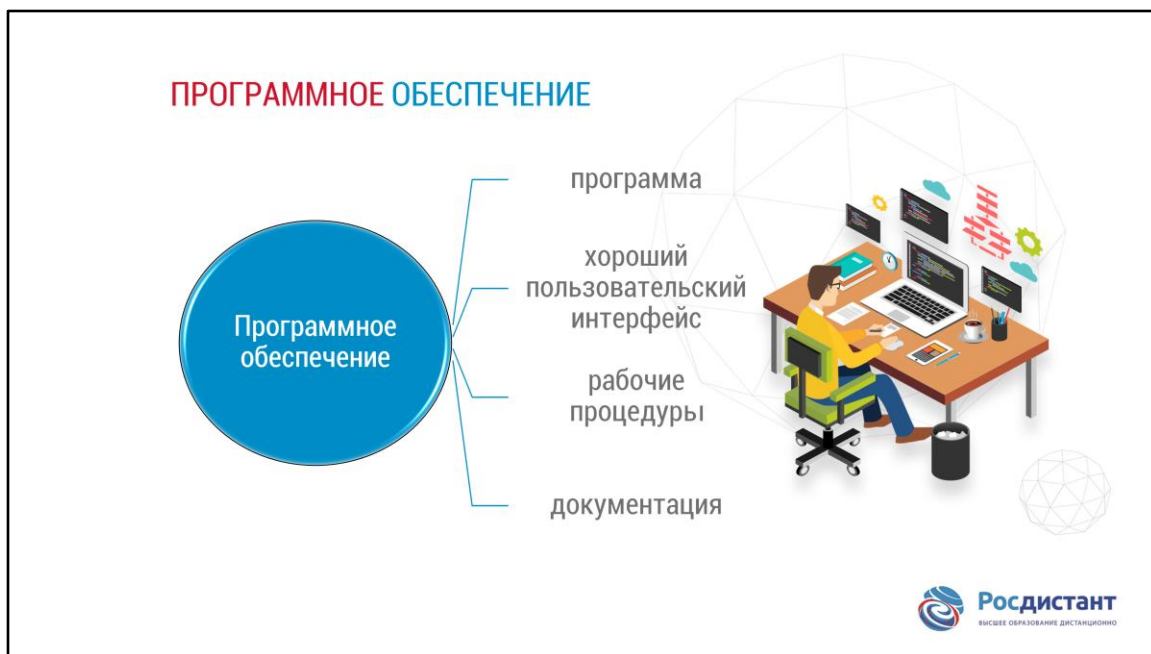 ПРОГРАММНОЕ ОБЕСПЕЧЕНИЕ
Программное
обеспечение
программа
хороший
пользовательский
интерфейс
рабочие
процедуры
документация
Росдистант
ВЫСШЕЕ ОБРАЗОВАНИЕ ДИСТАНЦИОННО